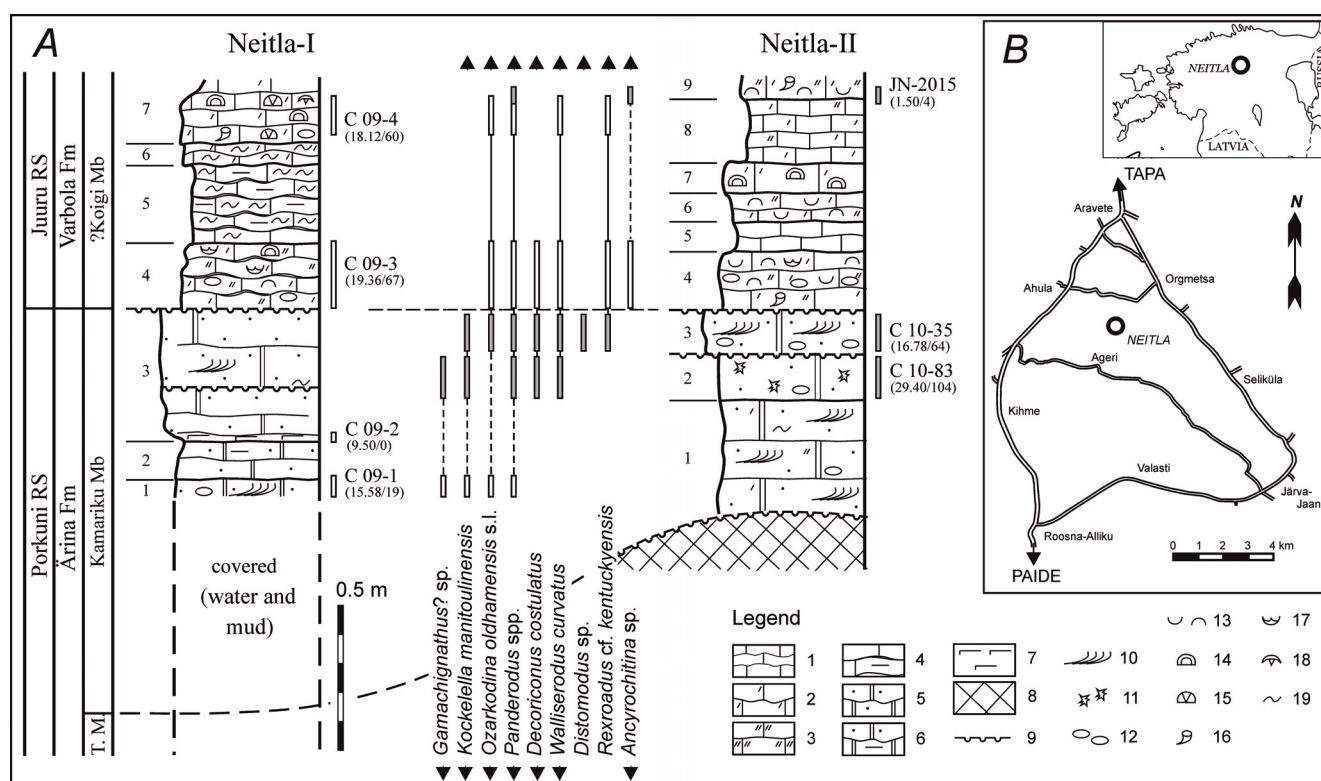 A
Neitla-I
Neitla-II
Juuru RS
Varbola Fm
?Koigi Mb
Porkuni RS
Ärina Fm
Kamariku Mb
T. M.
7
6
5
4
3
2
1
C 09-4
(18.12/60)
C 09-3
(19.36/67)
C 09-2
(9.50/0)
C 09-1
(15.58/19)
covered
(water and
mud)
0.5 m
Gamachignathus? sp.
Kockelella manitoulinensis
Ozarkodina oldhamensis s.l.
Panderodus spp.
Decoriconus costulatus
Walliserodus curvatus
Distomodus sp.
Rexroadus cf. kentuckyensis
Ancyrochitina sp.
9
8
7
6
5
4
3
2
1
JN-2015
(1.50/4)
C 10-35
(16.78/64)
C 10-83
(29.40/104)
B
NEITLA
RUSSIA
LATVIA
TAPA
Aravete
N
Orgmetsa
Ahula
NEITLA
Ageri
Seliküla
Kihme
Valasti
Järva-
Jaani
Roosna-Alliku
0 1 2 3 4 km
PAIDE
Legend
1
2
3
4
5
6
7
8
9
10
11
12
13
14
15
16
17
18
19